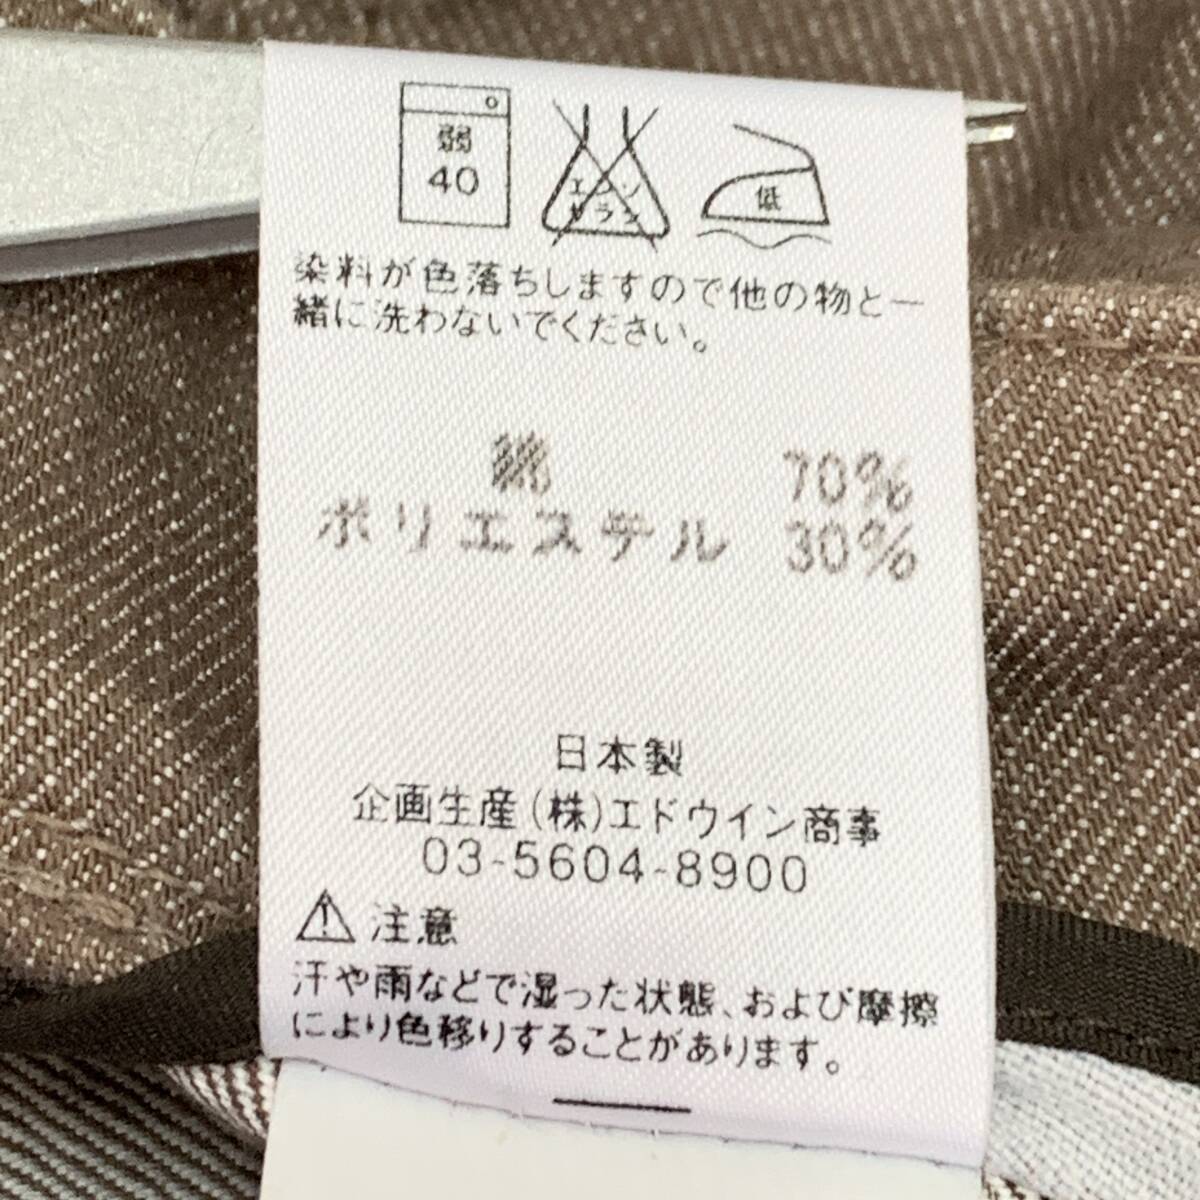 弱
40
エンソ
サラシ
低
染料が色落ちしますので他の物と一
緒に洗わないでください。
綿 70%
ポリエステル 30%
日本製
企画生産(株)エドウイン商事
03-5604-8900
注意
汗や雨などで湿った状態、および摩擦
により色移りすることがあります。